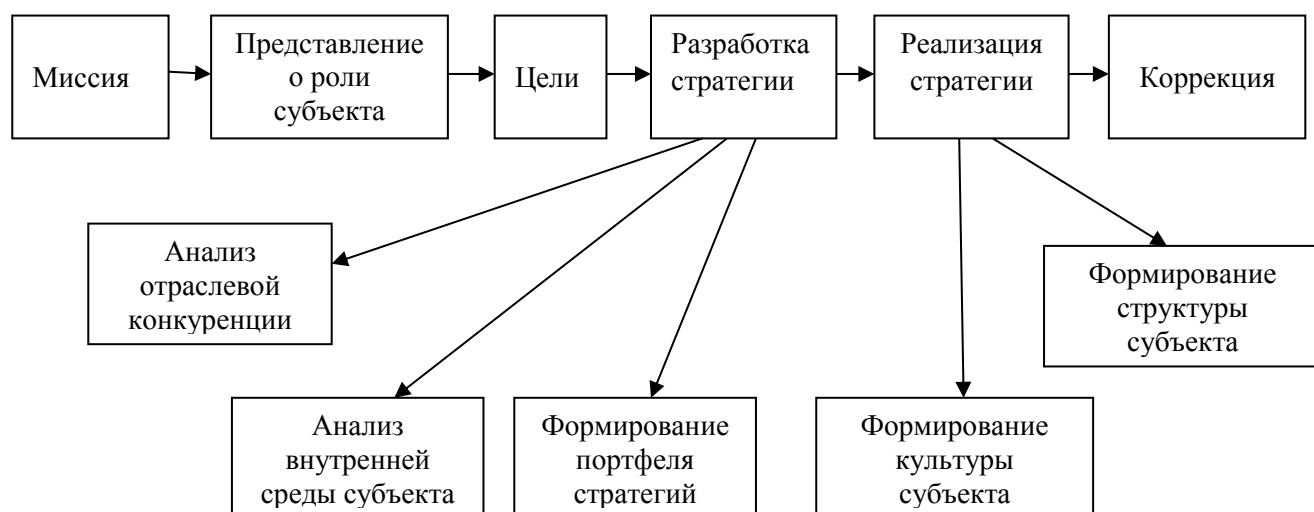 Миссия
Представление
о роли
субъекта
Цели
Разработка
стратегии
Реализация
стратегии
Коррекция
Анализ
отраслевой
конкуренции
Формирование
структуры
субъекта
Анализ
внутренней
среды субъекта
Формирование
портфеля
стратегий
Формирование
культуры
субъекта